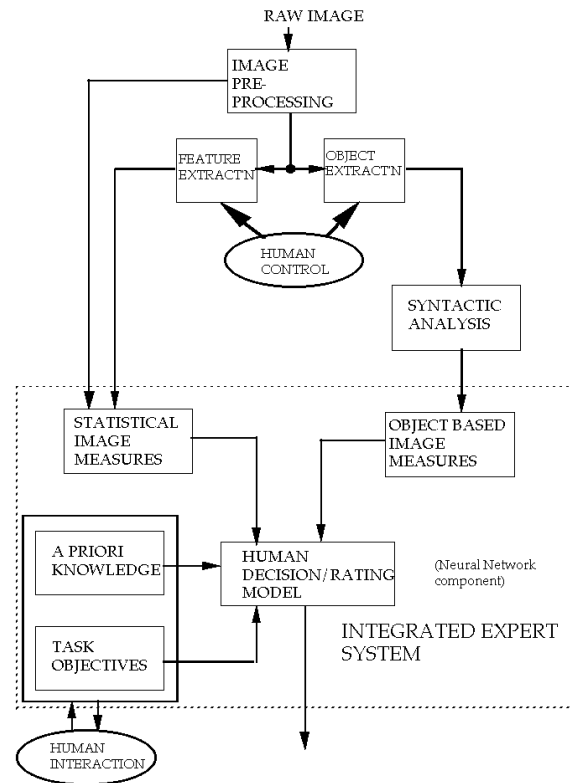 RAW IMAGE
IMAGE
PRE-
PROCESSING
FEATURE
EXTRACT'N
OBJECT
EXTRACT'N
HUMAN
CONTROL
SYNTACTIC
ANALYSIS
STATISTICAL
IMAGE
MEASURES
OBJECT BASED
IMAGE
MEASURES
A PRIORI
KNOWLEDGE
HUMAN
DECISION/RATING
MODEL
(Neural Network
component)
TASK
OBJECTIVES
INTEGRATED EXPERT
SYSTEM
HUMAN
INTERACTION